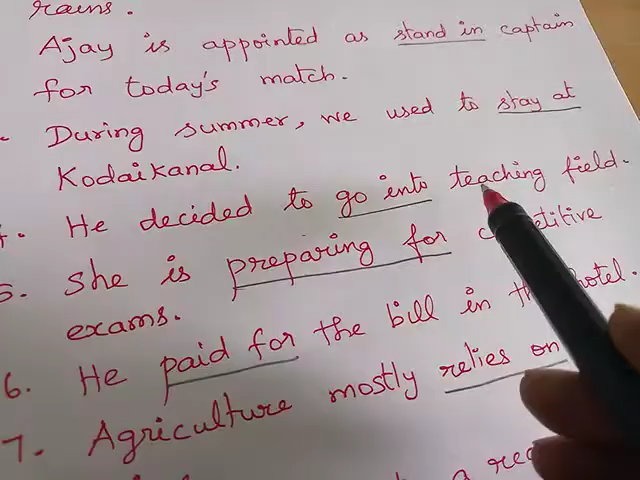 rains.
Ajay is appointed as stand in captain
for today's match.
During summer, we used to stay at
Kodaikanal.
4. He decided to go into teaching field.
5. She is preparing for
exams.
6. He paid for the bill in the hotel.
7. Agriculture mostly relies on